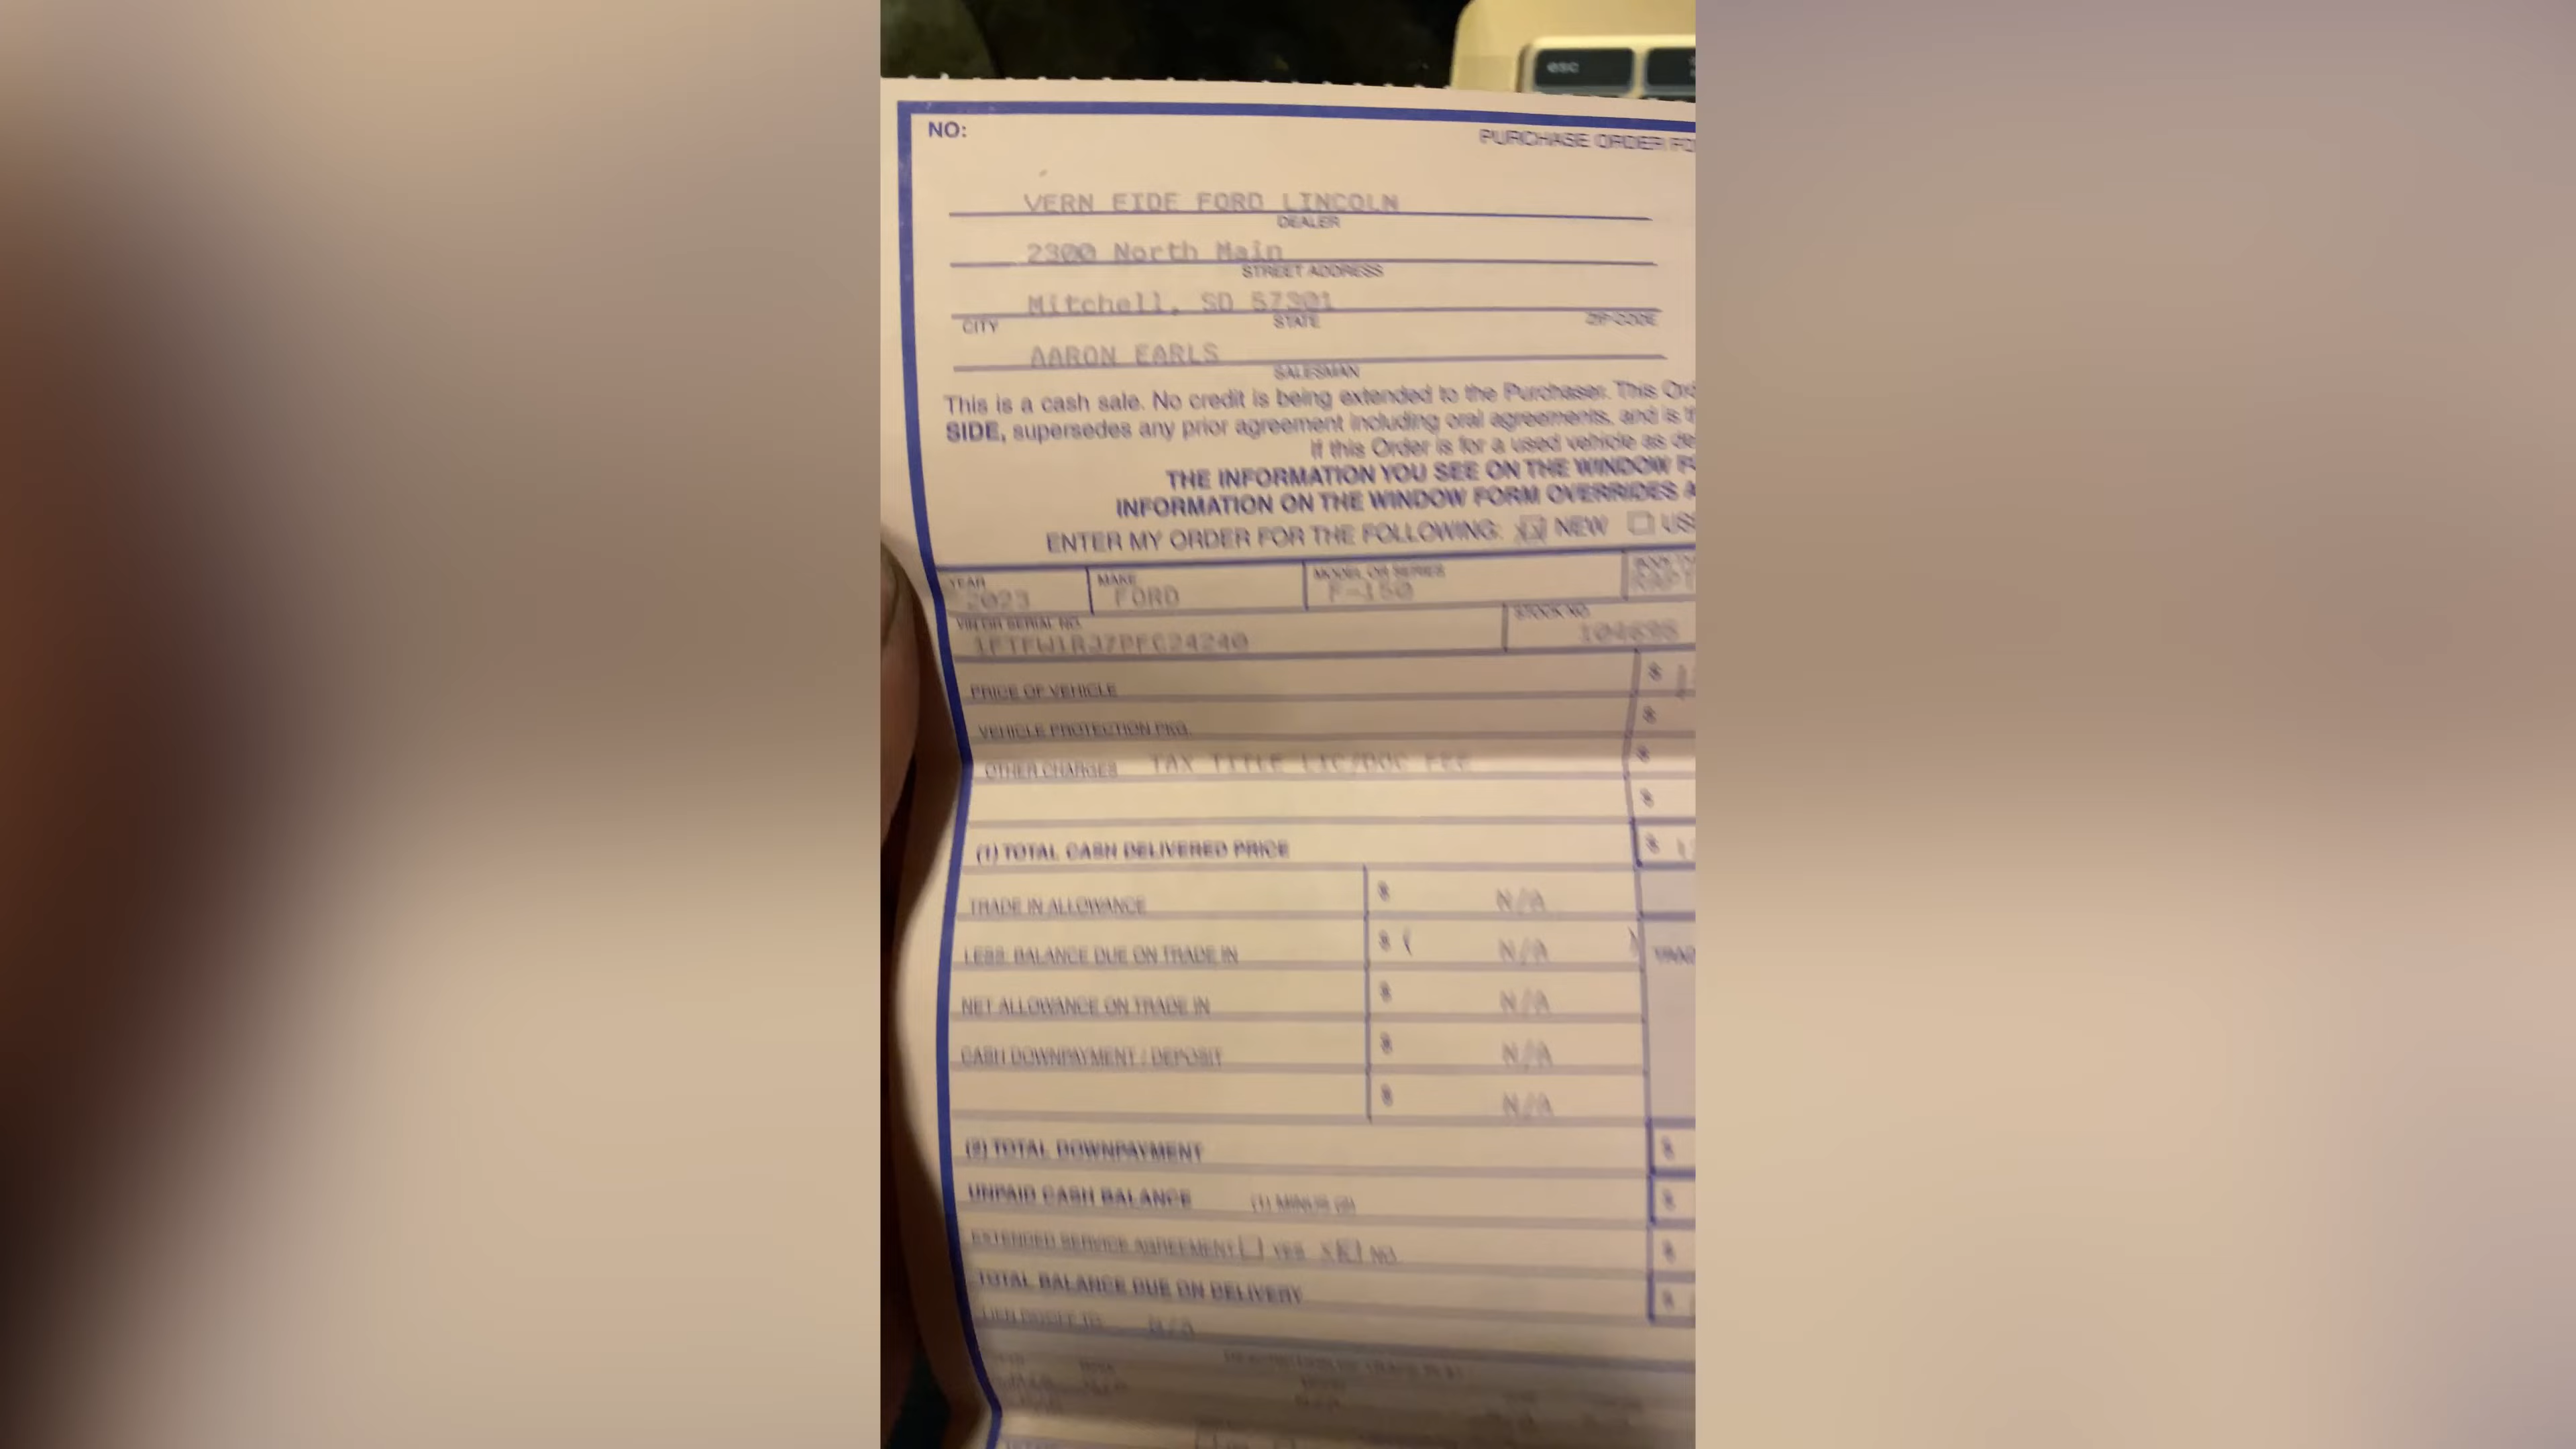 esc
NO:
PURCHASE ORDER FO
VERN EIDE FORD LINCOLN
DEALER
2300 North Main
STREET ADDRESS
Mitchell, SD 57301
CITY STATE ZIP CODE
AARON EARLS
SALESMAN
This is a cash sale. No credit is being extended to the Purchaser. This Ord
SIDE, supersedes any prior agreement including oral agreements, and is
If this Order is for a used vehicle as de
THE INFORMATION YOU SEE ON THE WINDOW F
INFORMATION ON THE WINDOW FORM OVERRIDES A
ENTER MY ORDER FOR THE FOLLOWING: NEW US
YEAR MAKE MODEL OR SERIES
2023 FORD F-150
VIN OR SERIAL NO. STOCK NO.
PRICE OF VEHICLE $
VEHICLE PROTECTION PKG. $
OTHER CHARGES TAX TITLE LIC/DOC FEE $
$
(1) TOTAL CASH DELIVERED PRICE $
TRADE IN ALLOWANCE $ N/A
LESS: BALANCE DUE ON TRADE IN $ ( N/A )
NET ALLOWANCE ON TRADE IN $ N/A
CASH DOWNPAYMENT / DEPOSIT $ N/A
$ N/A
(2) TOTAL DOWNPAYMENT $
UNPAID CASH BALANCE (1) MINUS (2) $
EXTENDED SERVICE AGREEMENT YES X NO $
TOTAL BALANCE DUE ON DELIVERY $
N/A